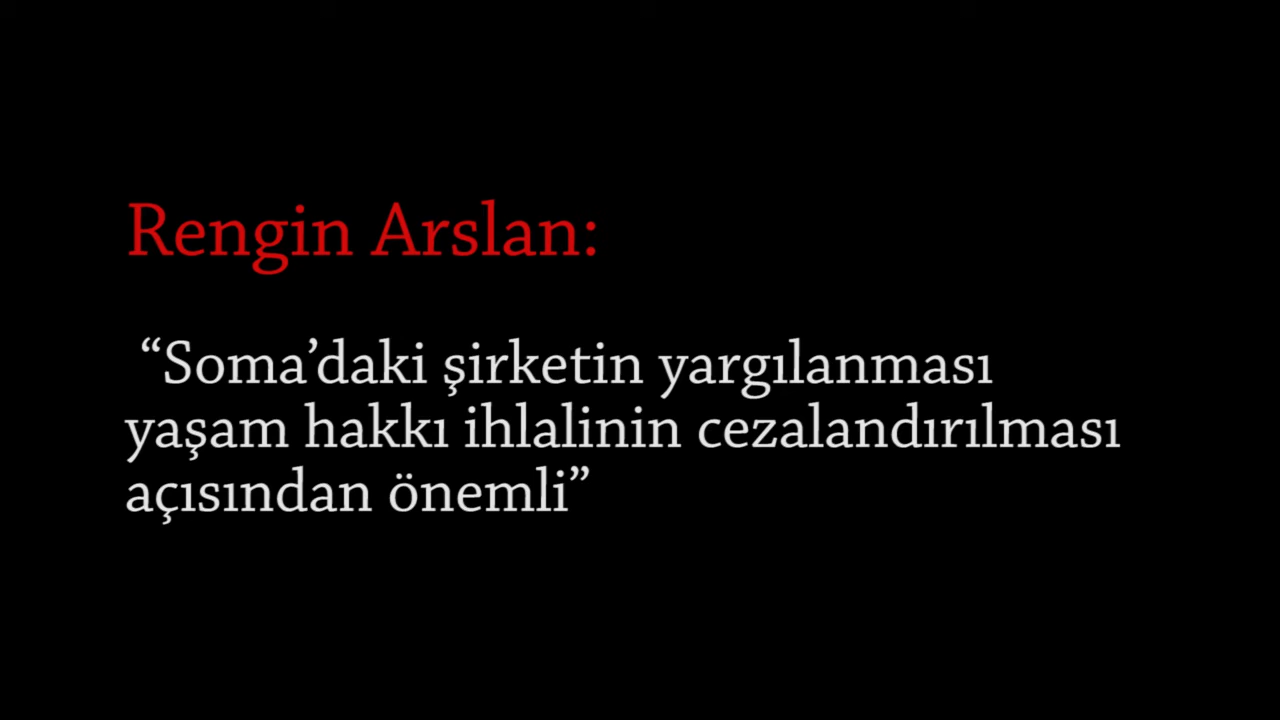 Rengin Arslan:
“Soma’daki şirketin yargılanması
yaşam hakkı ihlalinin cezalandırılması
açısından önemli”